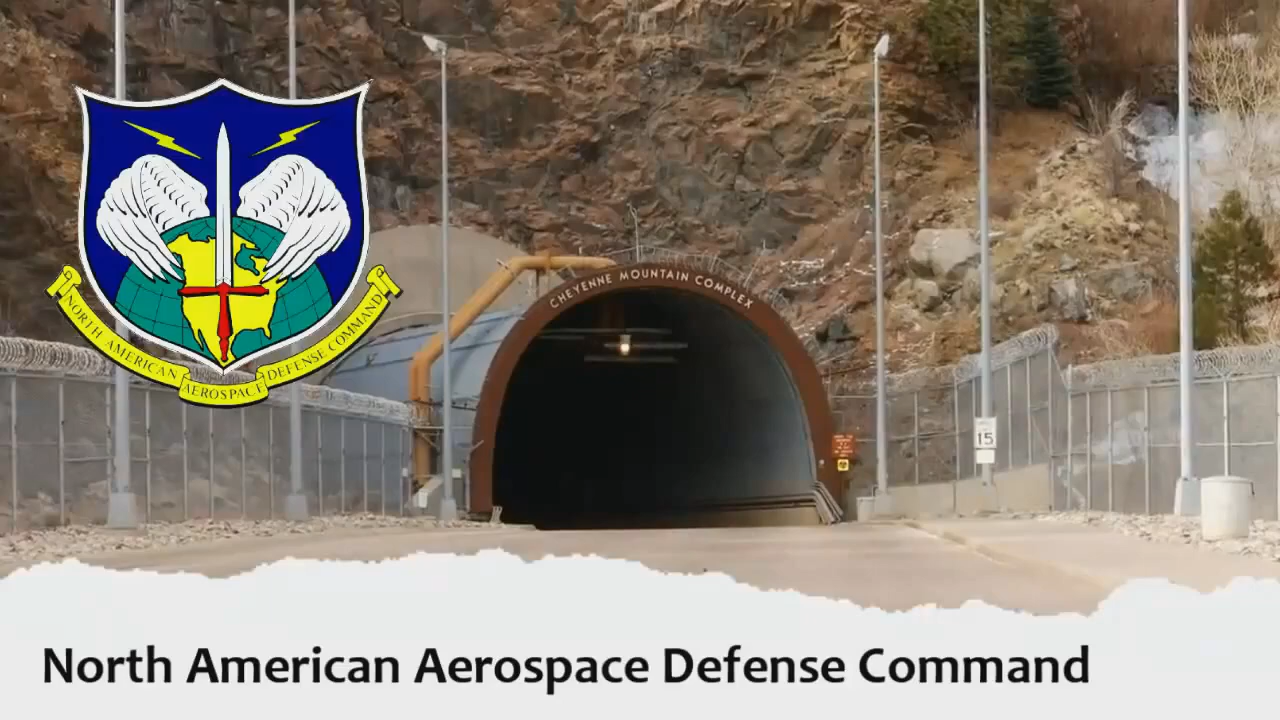 NORTH AMERICAN AEROSPACE DEFENSE COMMAND
CHEYENNE MOUNTAIN COMPLEX
15
North American Aerospace Defense Command